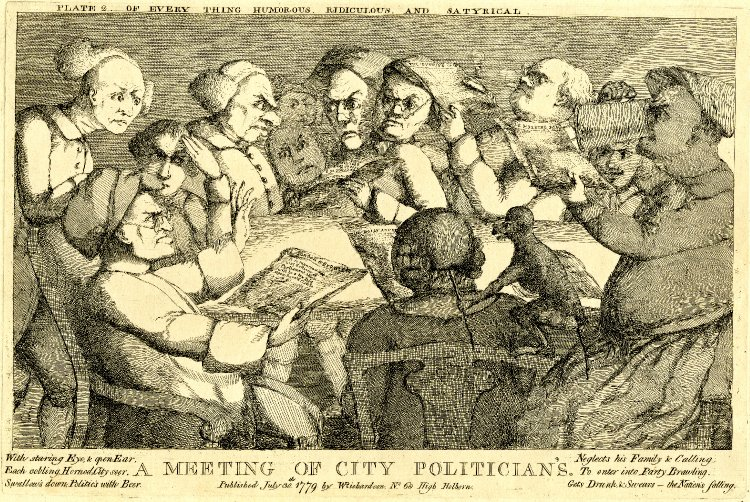 PLATE 2. OF EVERY THING HUMOROUS, RIDICULOUS, AND SATYRICAL.
With stareing Eye, & open Ear,
Each cobling, Horned, City seer,
Swallows down Politics with Beer.
A MEETING OF CITY POLITICIANS.
Published July 30th 1779 by W Richardson No. 68 High Holborn.
Neglects his Family & Calling,
To enter into Party Brawling,
Gets Drunk, & Swears — the Nation's falling.